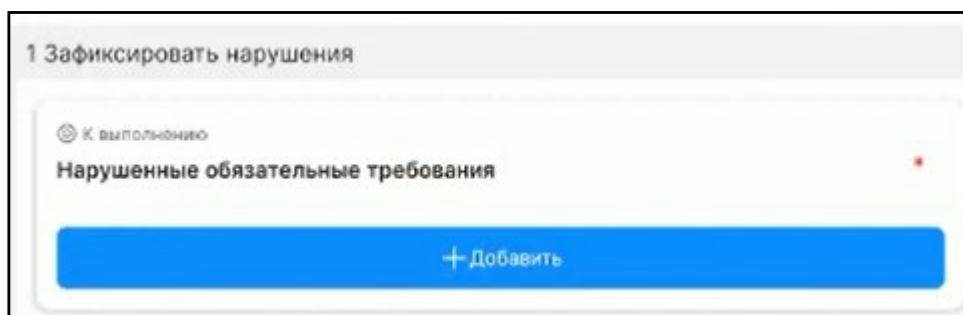 1 Зафиксировать нарушения
К выполнению
Нарушенные обязательные требования *
+ Добавить